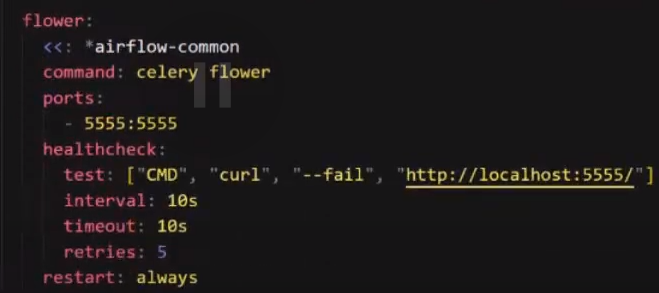 flower:
<<: *airflow-common
command: celery flower
ports:
- 5555:5555
healthcheck:
test: ["CMD", "curl", "--fail", "http://localhost:5555/"]
interval: 10s
timeout: 10s
retries: 5
restart: always